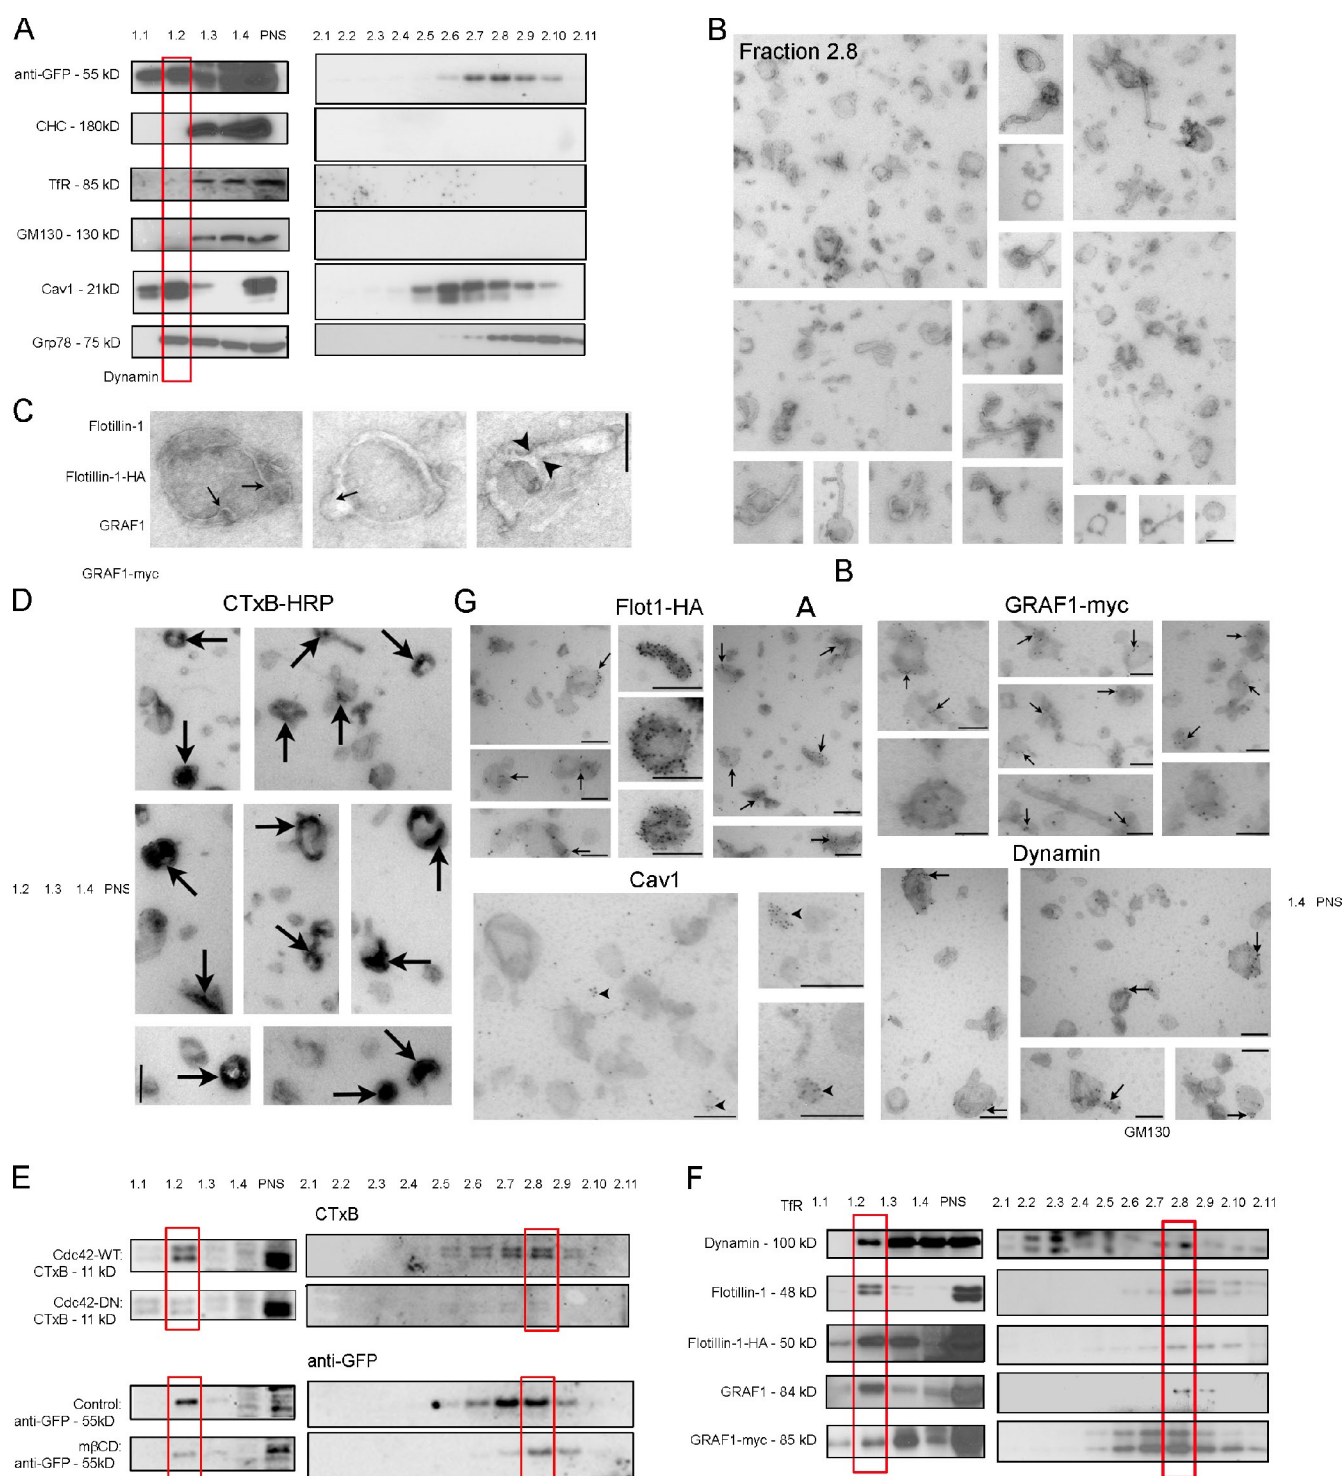 A
1.1 1.2 1.3 1.4 PNS 2.1 2.2 2.3 2.4 2.5 2.6 2.7 2.8 2.9 2.10 2.11
anti-GFP - 55 kD
CHC - 180kD
TfR - 85 kD
GM130 - 130 kD
Cav1 - 21kD
Grp78 - 75 kD
Dynamin
B
Fraction 2.8
C
Flotillin-1
Flotillin-1-HA
GRAF1
GRAF1-myc
D
CTxB-HRP
1.2 1.3 1.4 PNS
G
Flot1-HA
A
B
GRAF1-myc
Cav1
Dynamin
1.4 PNS
GM130
E
1.1 1.2 1.3 1.4 PNS 2.1 2.2 2.3 2.4 2.5 2.6 2.7 2.8 2.9 2.10 2.11
CTxB
Cdc42-WT:
CTxB - 11 kD
Cdc42-DN:
CTxB - 11 kD
anti-GFP
Control:
anti-GFP - 55kD
mβCD:
anti-GFP - 55kD
F
TfR 1.1 1.2 1.3 1.4 PNS 2.1 2.2 2.3 2.4 2.5 2.6 2.7 2.8 2.9 2.10 2.11
Dynamin - 100 kD
Flotillin-1 - 48 kD
Flotillin-1-HA - 50 kD
GRAF1 - 84 kD
GRAF1-myc - 85 kD